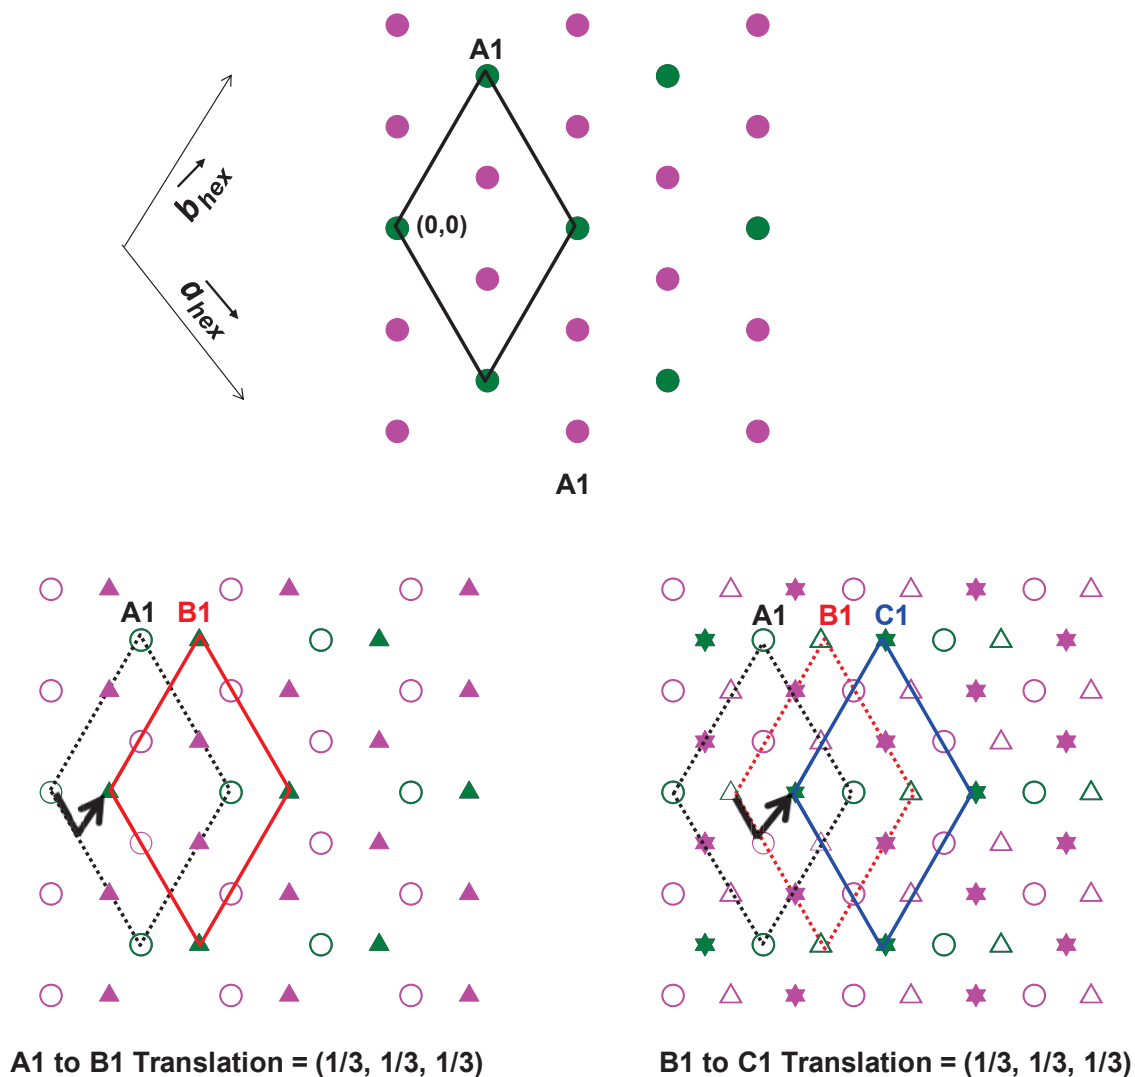 A1
b hex
(0,0)
a hex
A1
A1 B1
A1 B1 C1
A1 to B1 Translation = (1/3, 1/3, 1/3)
B1 to C1 Translation = (1/3, 1/3, 1/3)